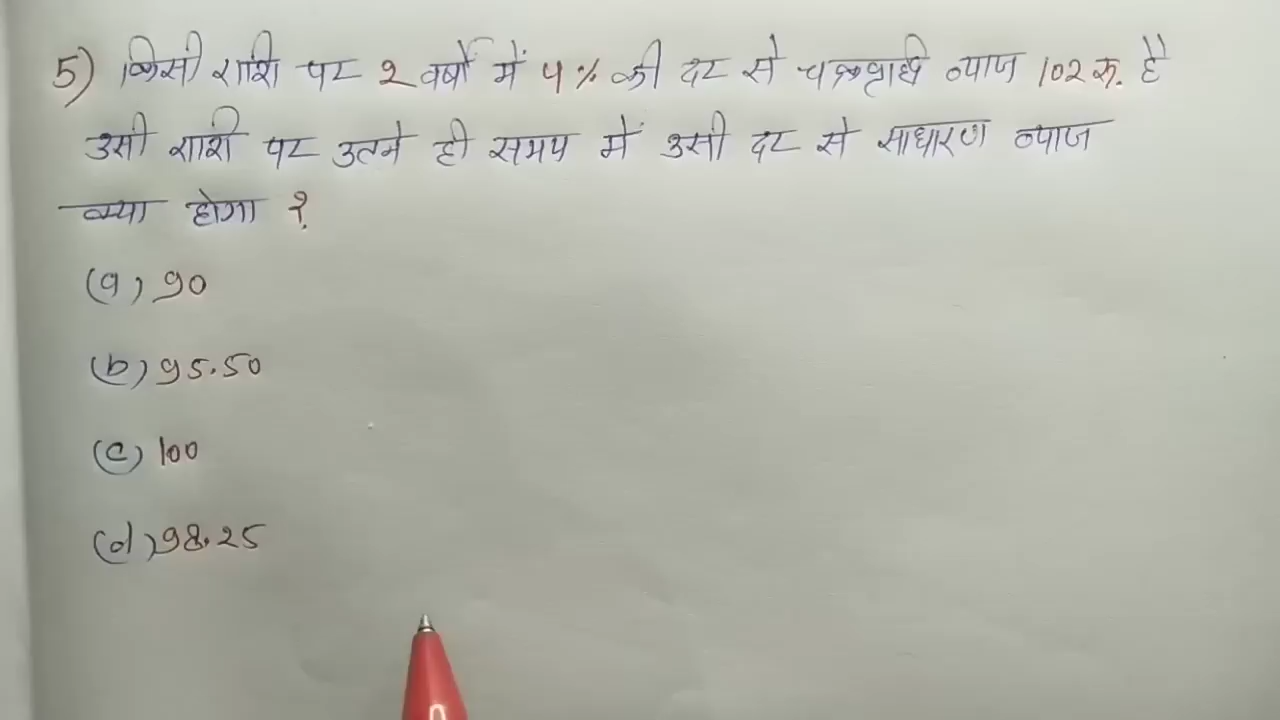 5) किसी राशि पर 2 वर्षो में 4% की दर से चक्रवृद्धि ब्याज 102 रु. है
उसी राशी पर उतने ही समय में उसी दर से साधारण ब्याज
क्या होगा ?
(a) 90
(b) 95.50
(c) 100
(d) 98.25